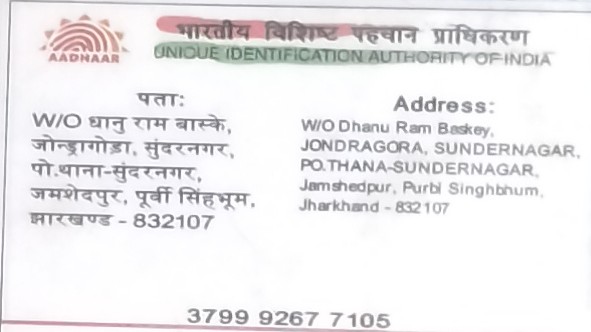 भारतीय विशिष्ट पहचान प्राधिकरण
AADHAAR
UNIQUE IDENTIFICATION AUTHORITY OF INDIA
पता:
W/O धानु राम बास्के,
जोन्ड्रागोड़ा, सुंदरनगर,
पो.थाना-सुंदरनगर,
जमशेदपुर, पूर्वी सिंहभूम,
झारखण्ड - 832107
Address:
W/O Dhanu Ram Baskey,
JONDRAGORA, SUNDERNAGAR,
PO.THANA-SUNDERNAGAR,
Jamshedpur, Purbi Singhbhum,
Jharkhand - 832107
3799 9267 7105